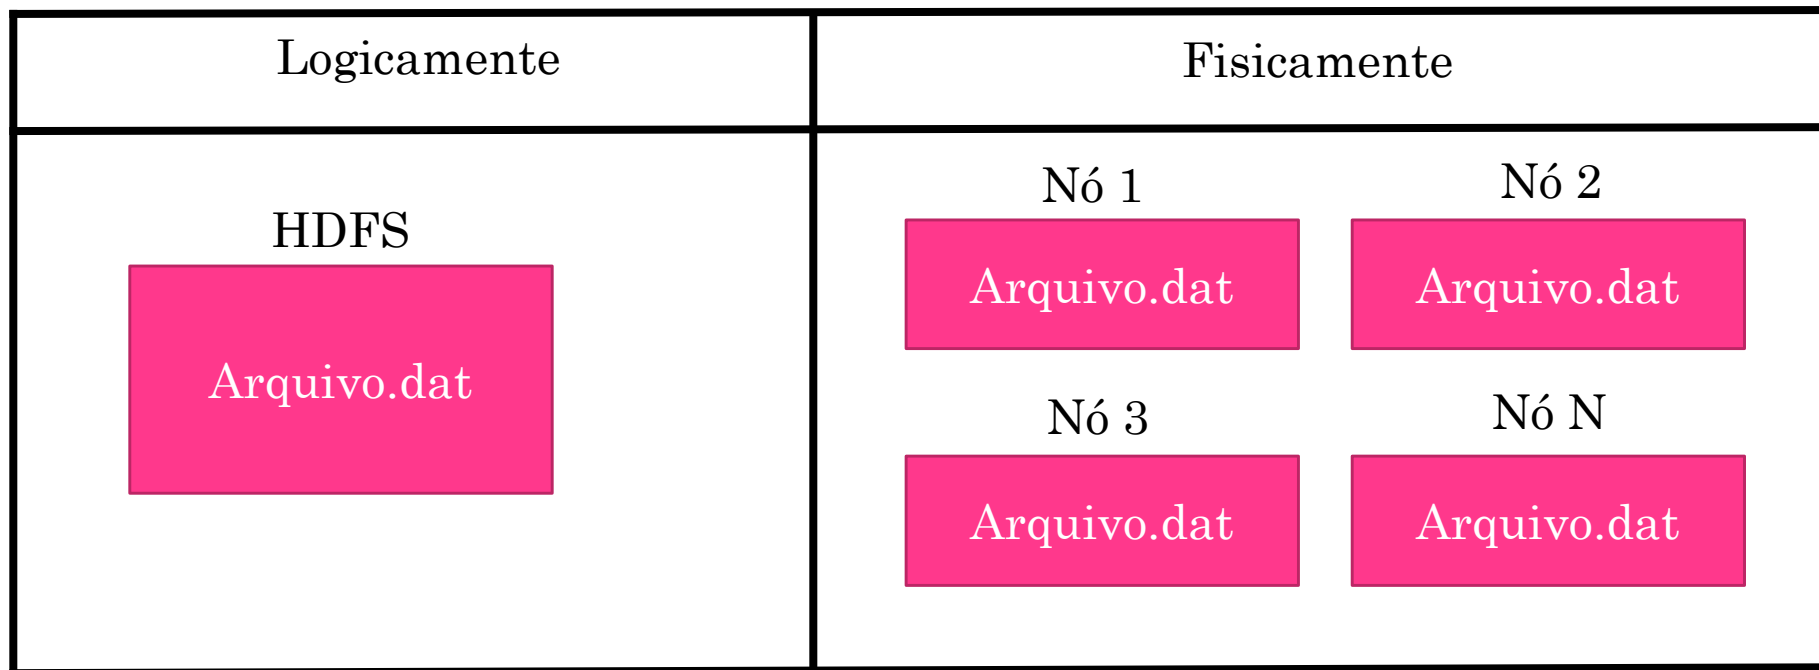 Logicamente
Fisicamente
HDFS
Arquivo.dat
Nó 1
Nó 2
Arquivo.dat
Arquivo.dat
Nó 3
Nó N
Arquivo.dat
Arquivo.dat